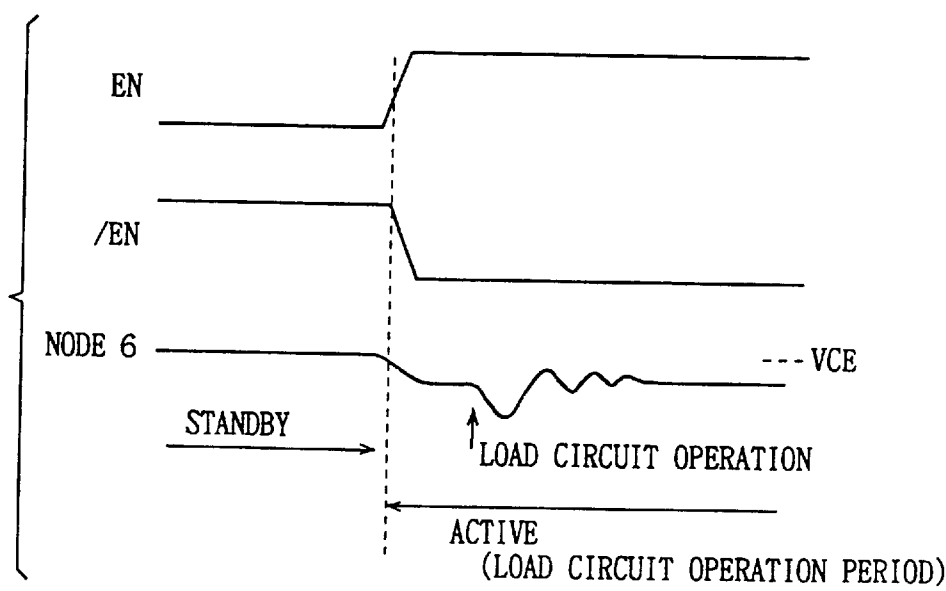 EN
/EN
NODE 6
--- VCE
STANDBY
LOAD CIRCUIT OPERATION
ACTIVE
(LOAD CIRCUIT OPERATION PERIOD)